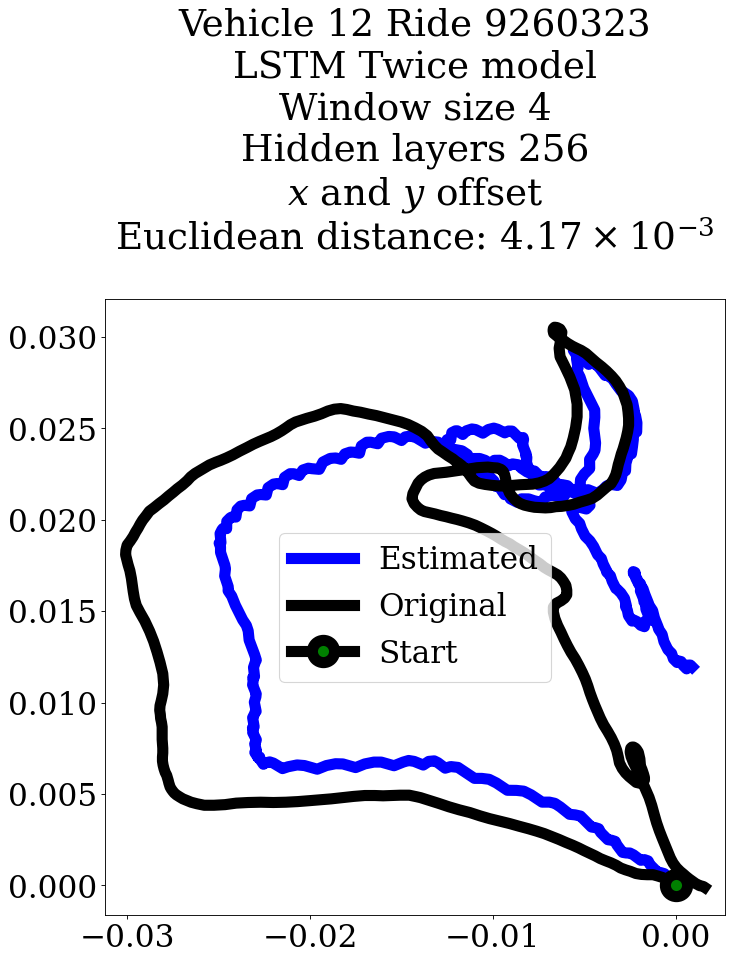 Vehicle 12 Ride 9260323
LSTM Twice model
Window size 4
Hidden layers 256
x and y offset
Euclidean distance: 4.17 × 10⁻³
0.030
0.025
0.020
0.015
0.010
0.005
0.000
Estimated
Original
Start
−0.03 −0.02 −0.01 0.00